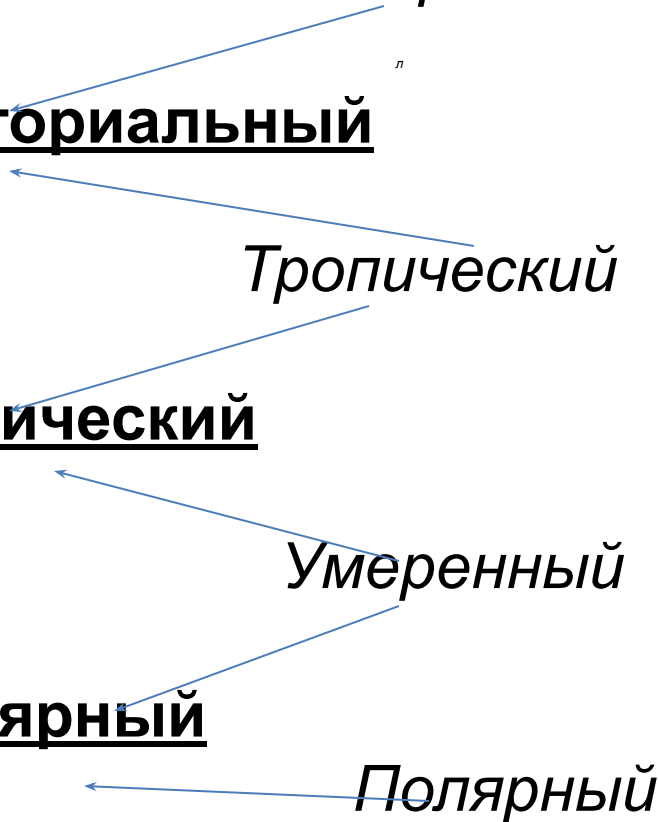 л
ториальный
Тропический
ический
Умеренный
ярный
Полярный